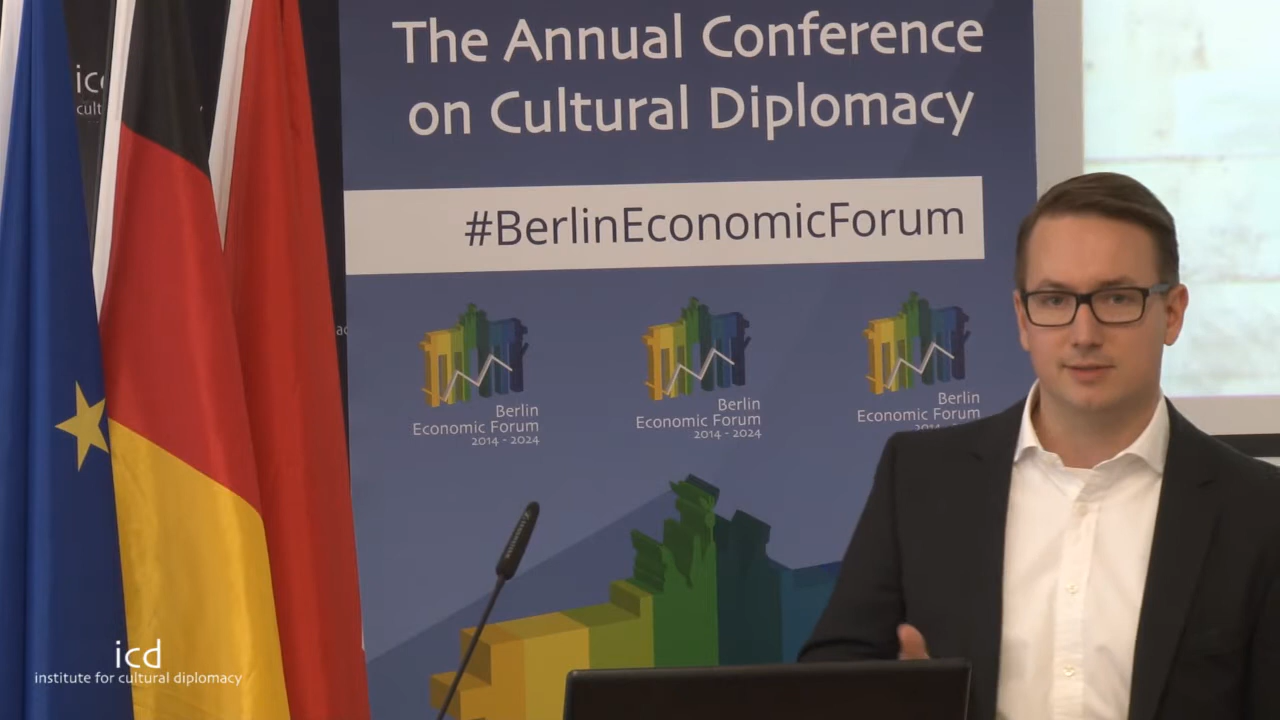 The Annual Conference
on Cultural Diplomacy
#BerlinEconomicForum
Berlin
Economic Forum
2014 - 2024
Berlin
Economic Forum
2014 - 2024
Berlin
Economic Forum
icd
institute for cultural diplomacy